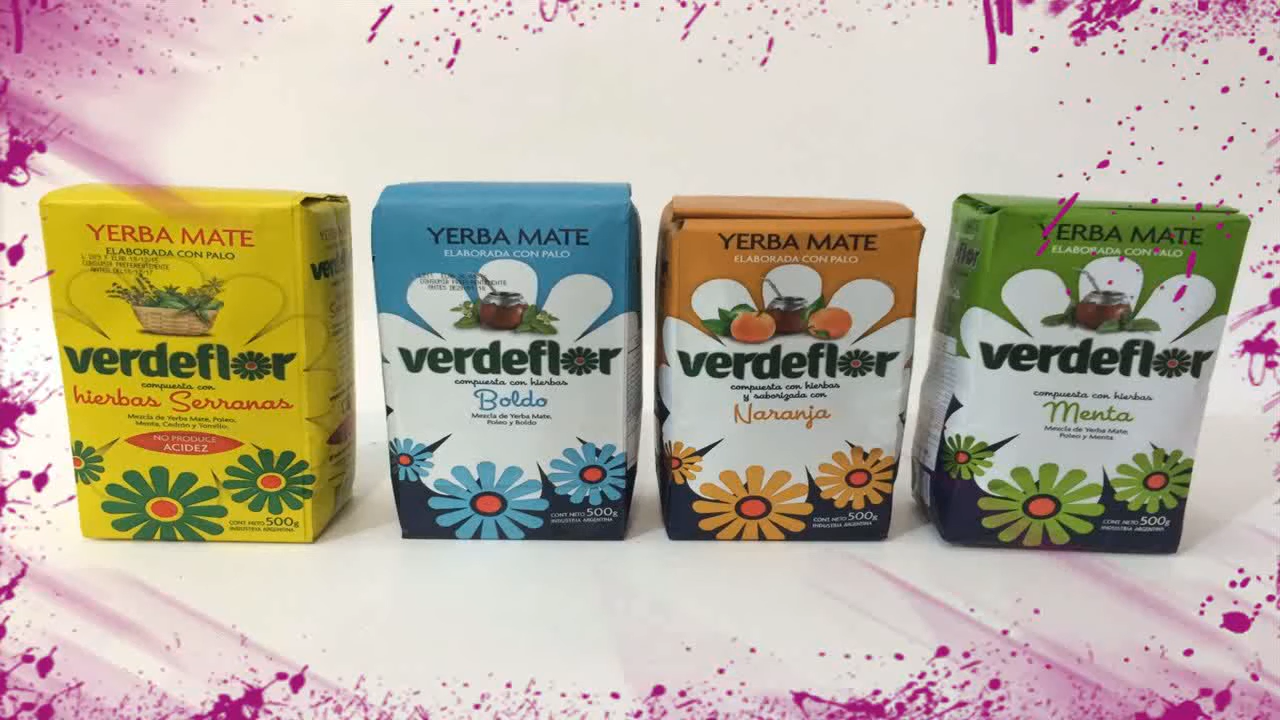 YERBA MATE
ELABORADA CON PALO
CONSUMIR PREFERENTEMENTE
verdeflor
compuesta con
hierbas Serranas
Mezcla de Yerba Mate, Poleo,
Menta, Cedrón y Tomillo.
NO PRODUCE
ACIDEZ
CONT. NETO 500g
INDUSTRIA ARGENTINA
YERBA MATE
ELABORADA CON PALO
CONSUMIR PREFERENTEMENTE
verdeflor
compuesta con hierbas
Boldo
Mezcla de Yerba Mate,
Poleo y Boldo
CONT. NETO 500g
INDUSTRIA ARGENTINA
YERBA MATE
ELABORADA CON PALO
verdeflor
compuesta con hierbas
y saborizada con
Naranja
CONT. NETO 500g
INDUSTRIA ARGENTINA
YERBA MATE
ELABORADA CON PALO
verdeflor
compuesta con hierbas
Menta
Mezcla de Yerba Mate,
Poleo y Menta.
CONT. NETO 500g
INDUSTRIA ARGENTINA